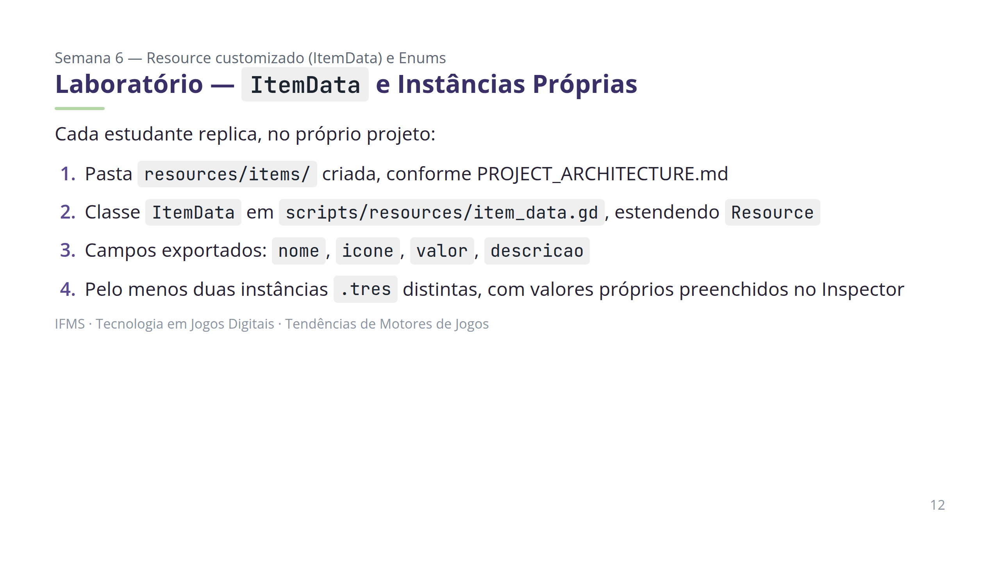 Semana 6 — Resource customizado (ItemData) e Enums
Laboratório — ItemData e Instâncias Próprias
Cada estudante replica, no próprio projeto:
1. Pasta resources/items/ criada, conforme PROJECT_ARCHITECTURE.md
2. Classe ItemData em scripts/resources/item_data.gd, estendendo Resource
3. Campos exportados: nome, icone, valor, descricao
4. Pelo menos duas instâncias .tres distintas, com valores próprios preenchidos no Inspector
IFMS · Tecnologia em Jogos Digitais · Tendências de Motores de Jogos
12